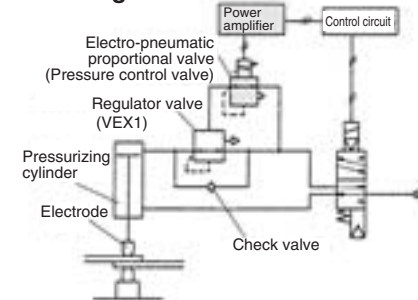 Power
amplifier
Control circuit
Electro-pneumatic
proportional valve
(Pressure control valve)
Regulator valve
(VEX1)
Pressurizing
cylinder
Electrode
Check valve